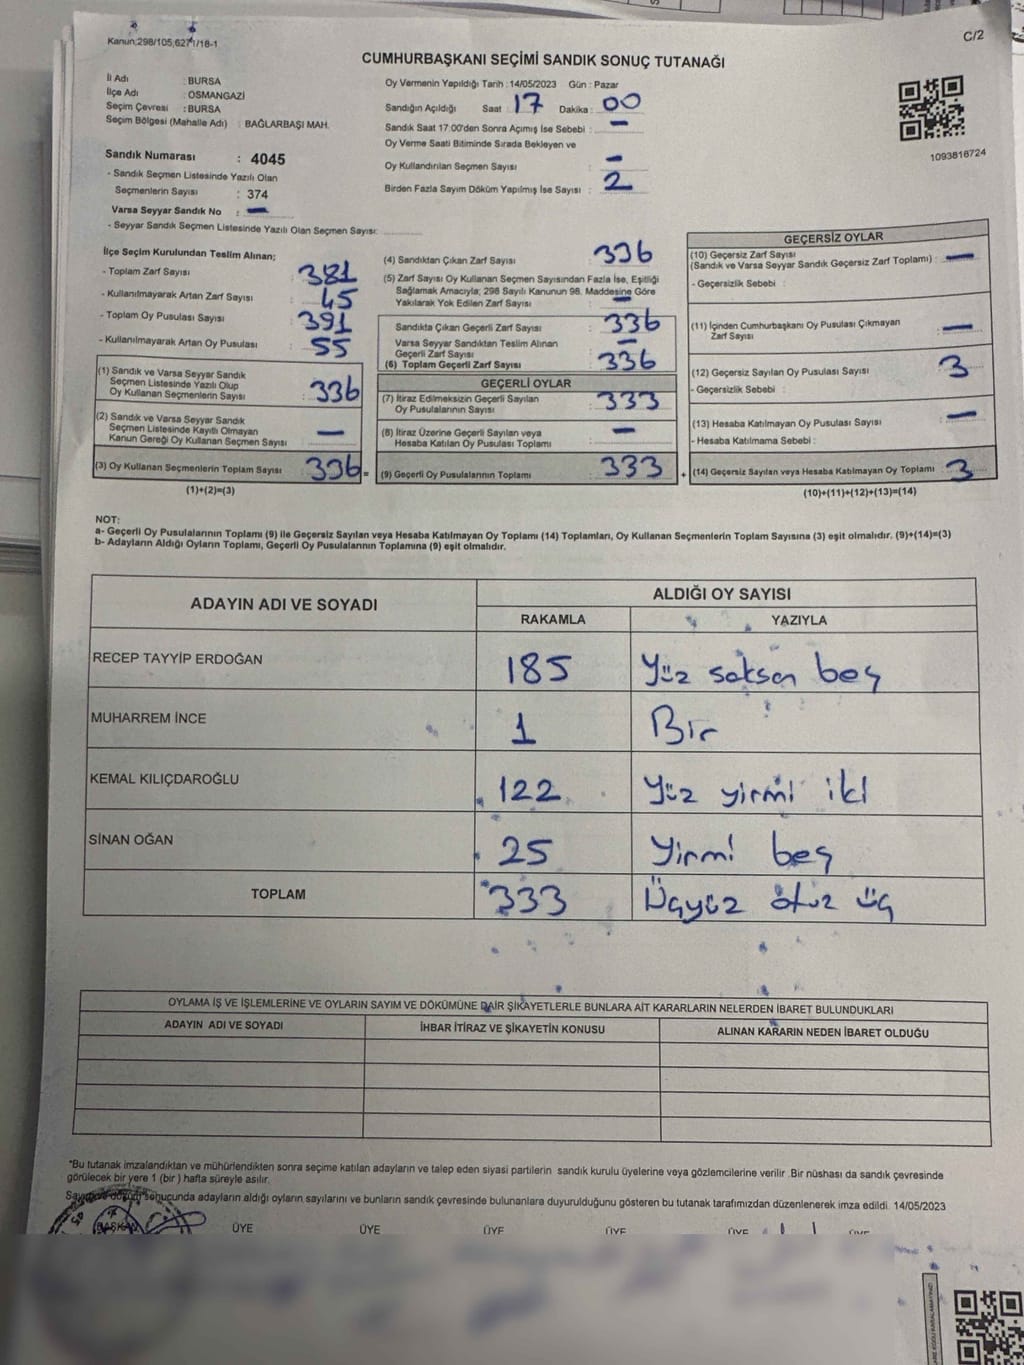 Kanun:298/105,627/1/18-1
C/2
CUMHURBAŞKANI SEÇİMİ SANDIK SONUÇ TUTANAĞI
İl Adı : BURSA
İlçe Adı : OSMANGAZİ
Seçim Çevresi : BURSA
Seçim Bölgesi (Mahalle Adı) : BAĞLARBAŞI MAH.
Sandık Numarası : 4045
- Sandık Seçmen Listesinde Yazılı Olan
Seçmenlerin Sayısı : 374
Varsa Seyyar Sandık No : -
- Seyyar Sandık Seçmen Listesinde Yazılı Olan Seçmen Sayısı:
Oy Vermenin Yapıldığı Tarih : 14/05/2023 Gün : Pazar
Sandığın Açıldığı Saat : 17 Dakika : 00
Sandık Saat 17:00'den Sonra Açılmış İse Sebebi : -
Oy Verme Saati Bitiminde Sırada Bekleyen ve
Oy Kullandırılan Seçmen Sayısı : -
Birden Fazla Sayım Döküm Yapılmış İse Sayısı : 2
1093816724
İlçe Seçim Kurulundan Teslim Alınan;
- Toplam Zarf Sayısı : 381
- Kullanılmayarak Artan Zarf Sayısı : 45
- Toplam Oy Pusulası Sayısı : 391
- Kullanılmayarak Artan Oy Pusulası : 55
(1) Sandık ve Varsa Seyyar Sandık
Seçmen Listesinde Yazılı Olup
Oy Kullanan Seçmenlerin Sayısı : 336
(2) Sandık ve Varsa Seyyar Sandık
Seçmen Listesinde Kayıtlı Olmayan
Kanun Gereği Oy Kullanan Seçmen Sayısı : -
(3) Oy Kullanan Seçmenlerin Toplam Sayısı : 336 =
(1)+(2)=(3)
(4) Sandıktan Çıkan Zarf Sayısı : 336
(5) Zarf Sayısı Oy Kullanan Seçmen Sayısından Fazla İse, Eşitliği
Sağlamak Amacıyla; 298 Sayılı Kanunun 98. Maddesine Göre
Yakılarak Yok Edilen Zarf Sayısı : -
Sandıkta Çıkan Geçerli Zarf Sayısı : 336
Varsa Seyyar Sandıktan Teslim Alınan
Geçerli Zarf Sayısı : -
(6) Toplam Geçerli Zarf Sayısı : 336
GEÇERLİ OYLAR
(7) İtiraz Edilmeksizin Geçerli Sayılan
Oy Pusulalarının Sayısı : 333
(8) İtiraz Üzerine Geçerli Sayılan veya
Hesaba Katılan Oy Pusulası Toplamı : -
(9) Geçerli Oy Pusulalarının Toplamı : 333 +
GEÇERSİZ OYLAR
(10) Geçersiz Zarf Sayısı
(Sandık ve Varsa Seyyar Sandık Geçersiz Zarf Toplamı) : -
- Geçersizlik Sebebi :
(11) İçinden Cumhurbaşkanı Oy Pusulası Çıkmayan
Zarf Sayısı : -
(12) Geçersiz Sayılan Oy Pusulası Sayısı : 3
- Geçersizlik Sebebi :
(13) Hesaba Katılmayan Oy Pusulası Sayısı : -
- Hesaba Katılmama Sebebi :
(14) Geçersiz Sayılan veya Hesaba Katılmayan Oy Toplamı : 3
(10)+(11)+(12)+(13)=(14)
NOT:
a- Geçerli Oy Pusulalarının Toplamı (9) ile Geçersiz Sayılan veya Hesaba Katılmayan Oy Toplamı (14) Toplamları, Oy Kullanan Seçmenlerin Toplam Sayısına (3) eşit olmalıdır. (9)+(14)=(3)
b- Adayların Aldığı Oyların Toplamı, Geçerli Oy Pusulalarının Toplamına (9) eşit olmalıdır.
ADAYIN ADI VE SOYADI
ALDIĞI OY SAYISI
RAKAMLA YAZIYLA
RECEP TAYYİP ERDOĞAN 185 Yüz seksen beş
MUHARREM İNCE 1 Bir
KEMAL KILIÇDAROĞLU 122 Yüz yirmi iki
SİNAN OĞAN 25 Yirmi beş
TOPLAM 333 Üçyüz otuz üç
OYLAMA İŞ VE İŞLEMLERİNE VE OYLARIN SAYIM VE DÖKÜMÜNE DAİR ŞİKAYETLERLE BUNLARA AİT KARARLARIN NELERDEN İBARET BULUNDUKLARI
ADAYIN ADI VE SOYADI İHBAR İTİRAZ VE ŞİKAYETİN KONUSU ALINAN KARARIN NEDEN İBARET OLDUĞU
*Bu tutanak imzalandıktan ve mühürlendikten sonra seçime katılan adayların ve talep eden siyasi partilerin sandık kurulu üyelerine veya gözlemcilerine verilir .Bir nüshası da sandık çevresinde
görülecek bir yere 1 (bir ) hafta süreyle asılır.
Sayım ve döküm sonucunda adayların aldığı oyların sayılarını ve bunların sandık çevresinde bulunanlara duyurulduğunu gösteren bu tutanak tarafımızdan düzenlenerek imza edildi. 14/05/2023
BAŞKAN ÜYE ÜYE ÜYE ÜYE ÜYE ÜYE